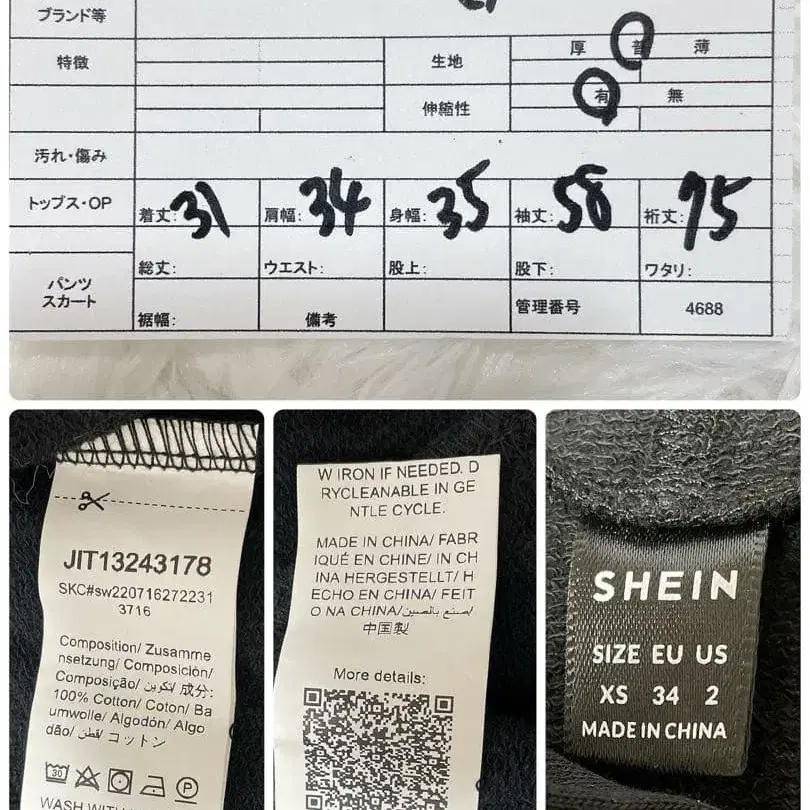 ブランド等
特徴 生地 厚 普 薄
伸縮性 有 無
汚れ・傷み
トップス・OP 着丈: 31 肩幅: 34 身幅: 35 袖丈: 58 裄丈: 75
パンツ
スカート
総丈: ウエスト: 股上: 股下: ワタリ:
裾幅: 備考 管理番号 4688
JIT13243178
SKC#sw220716272231
3716
Composition/ Zusamme
nsetzung/ Composición/
Composição/ تكوين/ 成分:
100% Cotton/ Coton/ Ba
umwolle/ Algodón/ Algo
dão/ قطن/ コットン
30
P
W IRON IF NEEDED. D
RYCLEANABLE IN GE
NTLE CYCLE.
MADE IN CHINA/ FABR
IQUÉ EN CHINE/ IN CH
INA HERGESTELLT/ H
ECHO EN CHINA/ FEIT
O NA CHINA/صنع بالصين/
中国製
More details:
SHEIN
SIZE EU US
XS 34 2
MADE IN CHINA